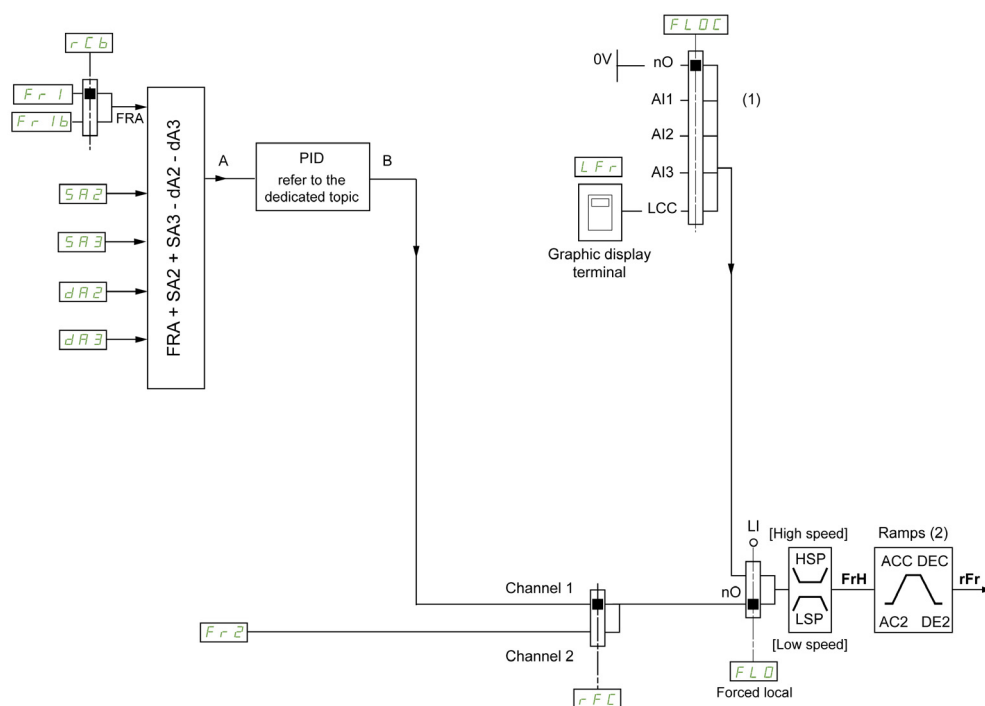 rCb
Fr1
Fr1b
FRA
SA2
SA3
dA2
dA3
FRA + SA2 + SA3 - dA2 - dA3
A
PID
refer to the
dedicated topic
B
FLOC
0V
nO
AI1
(1)
AI2
AI3
LFr
LCC
Graphic display
terminal
Channel 1
Fr2
Channel 2
rFC
LI
nO
[High speed]
HSP
LSP
[Low speed]
FrH
Ramps (2)
ACC DEC
AC2 DE2
rFr
FLO
Forced local